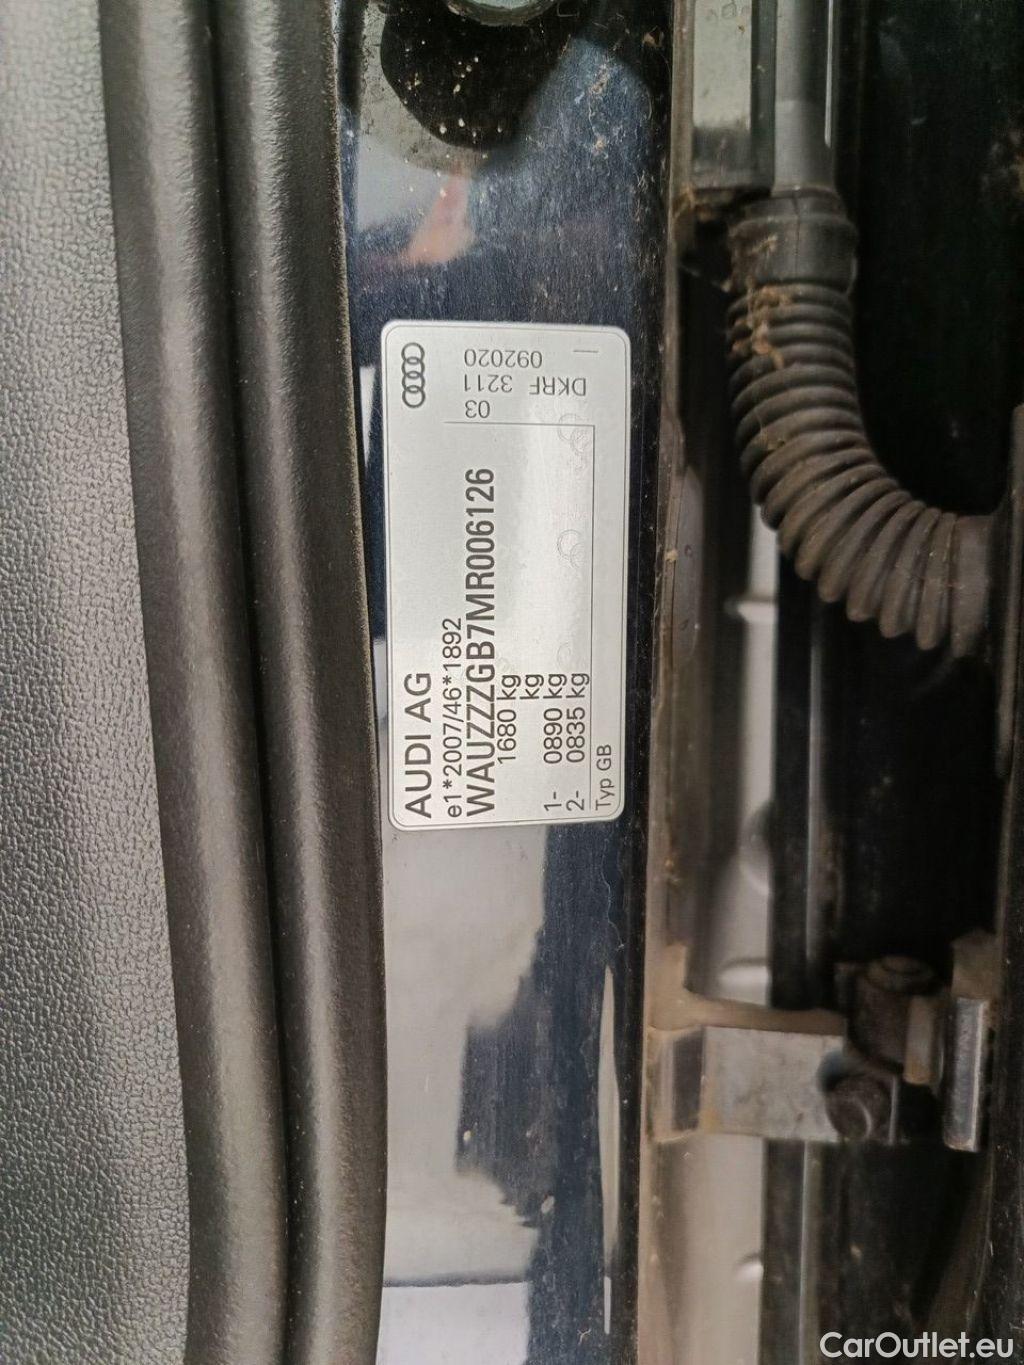 AUDI AG
e1*2007/46*1892
WAUZZZGB7MR006126
1680 kg
kg
1- 0890 kg
2- 0835 kg
Typ GB
03 3211 092020
DKRF
CarOutlet.eu